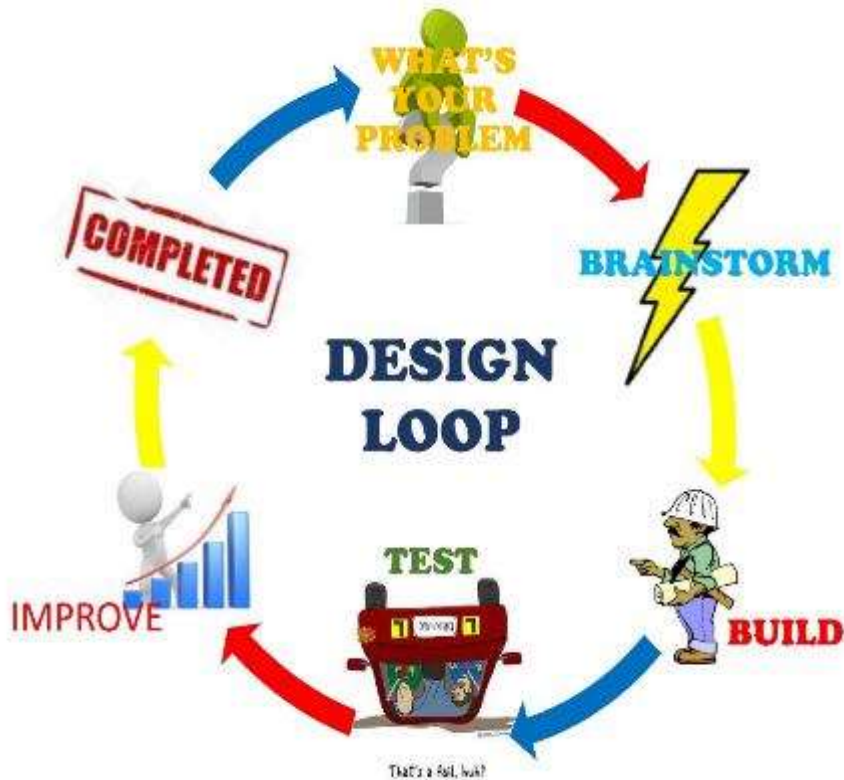 WHAT'S
YOUR
PROBLEM
BRAINSTORM
COMPLETED
DESIGN
LOOP
TEST
BUILD
IMPROVE
L
L
That's a fail, huh?